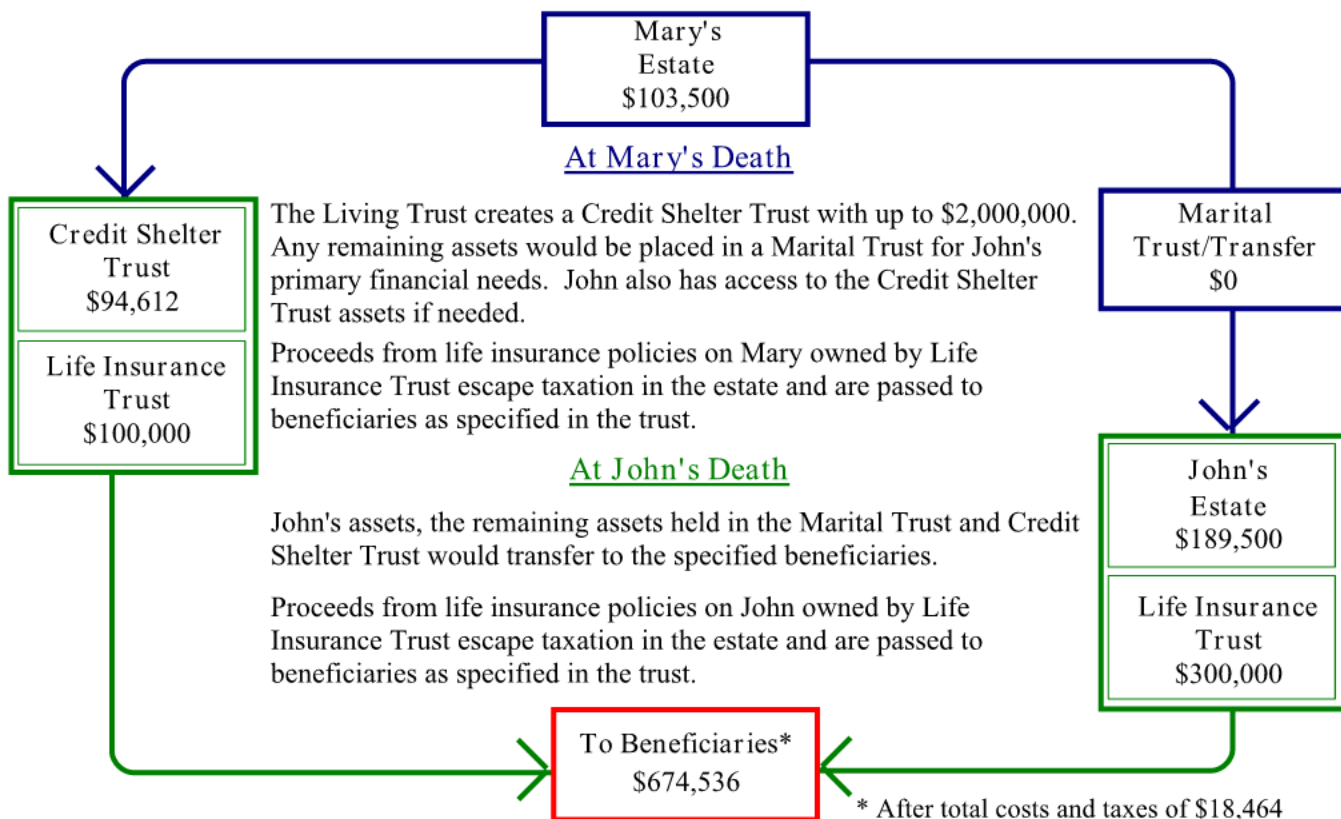 Mary's
Estate
$103,500
At Mary's Death
Credit Shelter
Trust
$94,612
Life Insurance
Trust
$100,000
The Living Trust creates a Credit Shelter Trust with up to $2,000,000.
Any remaining assets would be placed in a Marital Trust for John's
primary financial needs.  John also has access to the Credit Shelter
Trust assets if needed.
Proceeds from life insurance policies on Mary owned by Life
Insurance Trust escape taxation in the estate and are passed to
beneficiaries as specified in the trust.
Marital
Trust/Transfer
$0
At John's Death
John's assets, the remaining assets held in the Marital Trust and Credit
Shelter Trust would transfer to the specified beneficiaries.
Proceeds from life insurance policies on John owned by Life
Insurance Trust escape taxation in the estate and are passed to
beneficiaries as specified in the trust.
John's
Estate
$189,500
Life Insurance
Trust
$300,000
To Beneficiaries*
$674,536
* After total costs and taxes of $18,464